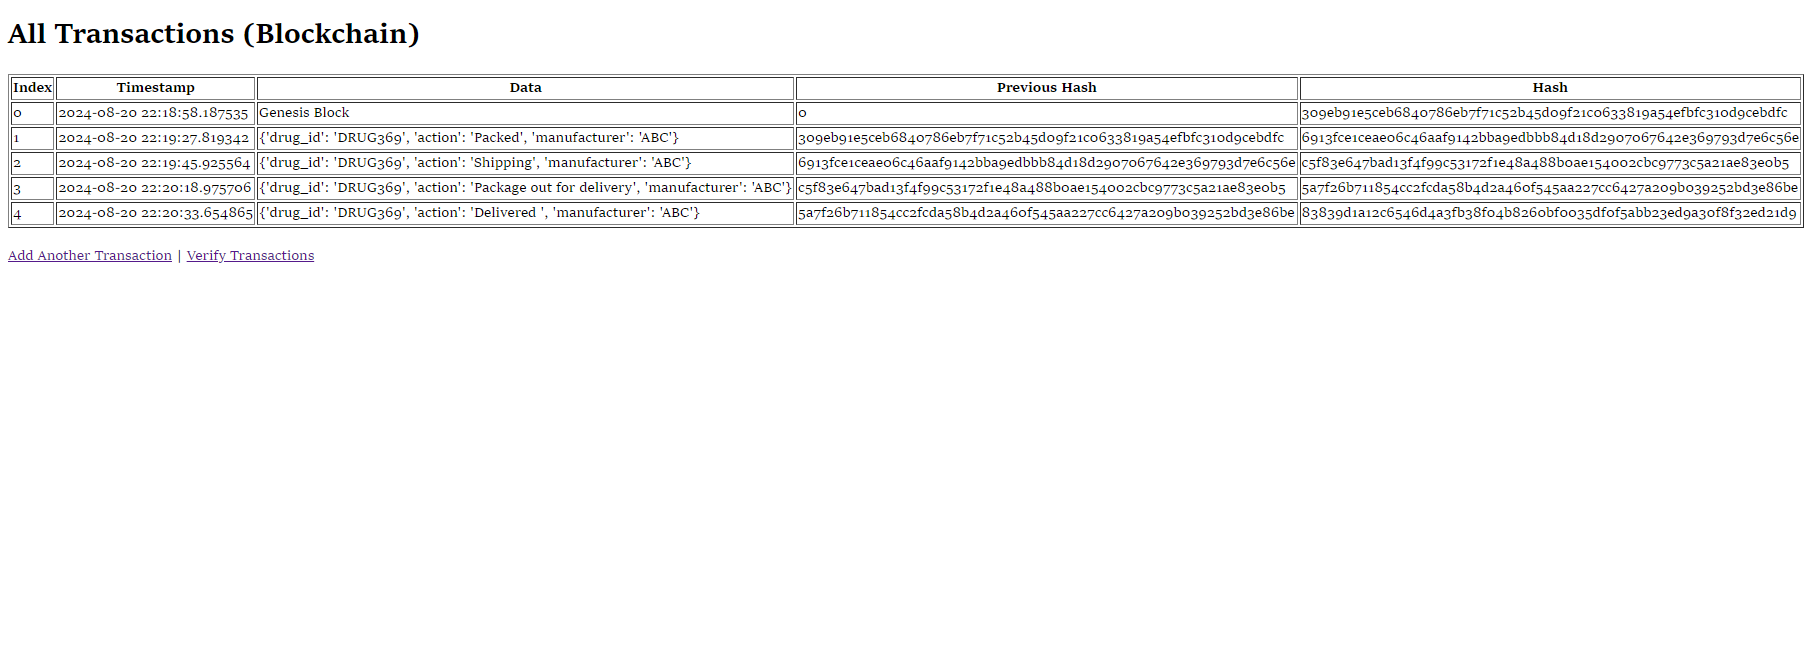 All Transactions (Blockchain)
Index Timestamp Data Previous Hash Hash
0 2024-08-20 22:18:58.187535 Genesis Block 0 309eb91e5ceb6840786eb7f71c52b45d09f21c0633819a54efbfc310d9cebdfc
1 2024-08-20 22:19:27.819342 {'drug_id': 'DRUG369', 'action': 'Packed', 'manufacturer': 'ABC'} 309eb91e5ceb6840786eb7f71c52b45d09f21c0633819a54efbfc310d9cebdfc 6913fce1ceae06c46aaf9142bba9edbbb84d18d2907067642e369793d7e6c56e
2 2024-08-20 22:19:45.925564 {'drug_id': 'DRUG369', 'action': 'Shipping', 'manufacturer': 'ABC'} 6913fce1ceae06c46aaf9142bba9edbbb84d18d2907067642e369793d7e6c56e c5f83e647bad13f4f99c53172f1e48a488b0ae154002cbc9773c5a21ae83e0b5
3 2024-08-20 22:20:18.975706 {'drug_id': 'DRUG369', 'action': 'Package out for delivery', 'manufacturer': 'ABC'} c5f83e647bad13f4f99c53172f1e48a488b0ae154002cbc9773c5a21ae83e0b5 5a7f26b711854cc2fcda58b4d2a460f545aa227cc6427a209b039252bd3e86be
4 2024-08-20 22:20:33.654865 {'drug_id': 'DRUG369', 'action': 'Delivered ', 'manufacturer': 'ABC'} 5a7f26b711854cc2fcda58b4d2a460f545aa227cc6427a209b039252bd3e86be 83839d1a12c6546d4a3fb38f04b8260bf0035df0f5abb23ed9a30f8f32ed21d9
Add Another Transaction | Verify Transactions